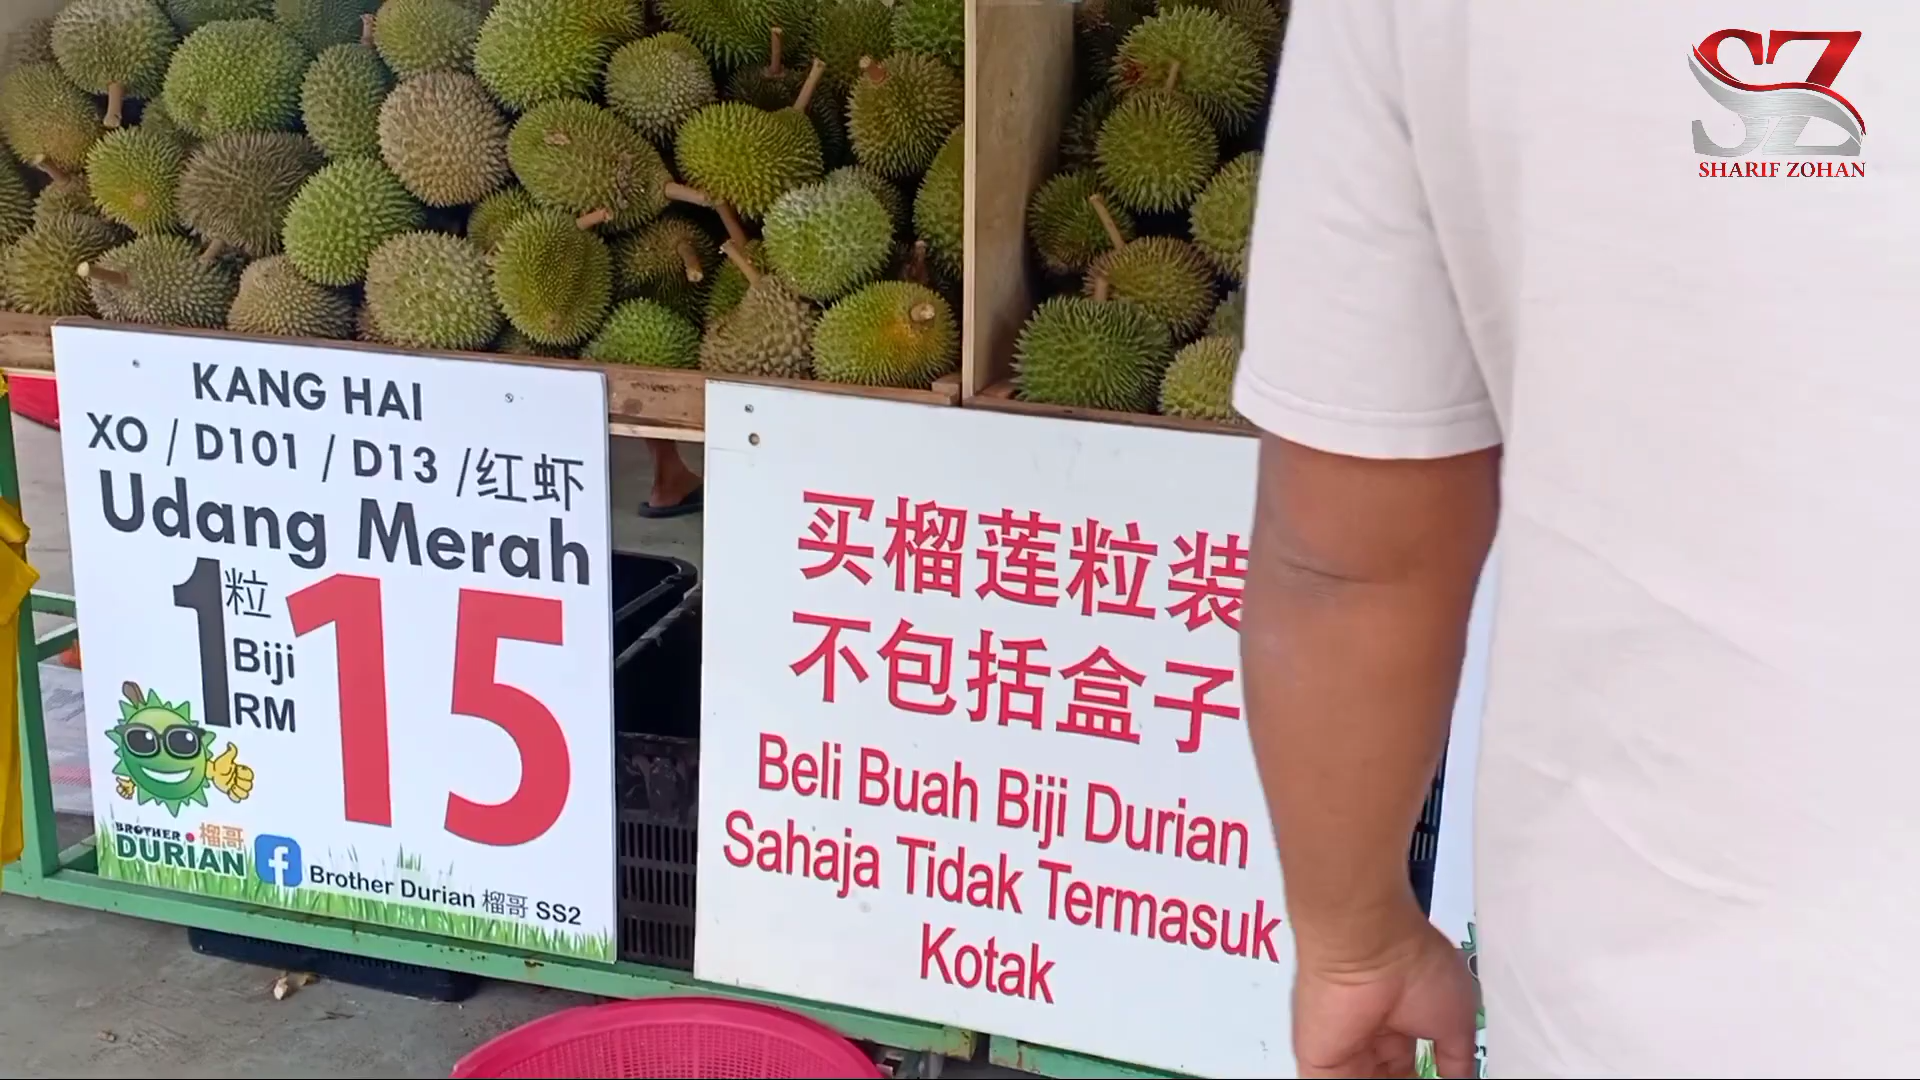 SZ
SHARIF ZOHAN
KANG HAI
XO / D101 / D13 /红虾
Udang Merah
1粒 Biji RM 15
BROTHER 榴哥
DURIAN
f Brother Durian 榴哥 SS2
买榴莲粒装
不包括盒子
Beli Buah Biji Durian
Sahaja Tidak Termasuk
Kotak